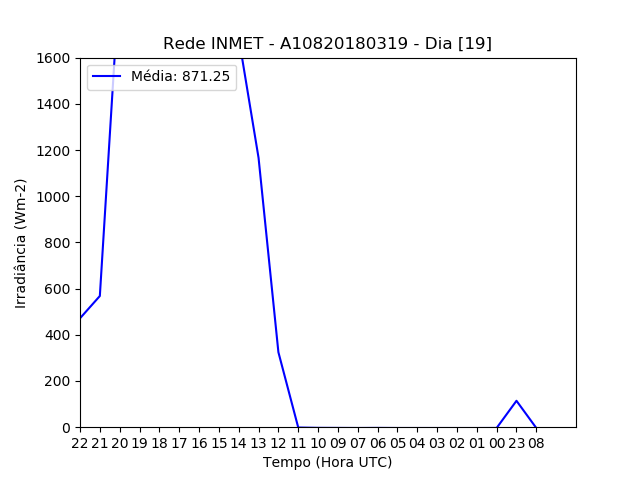 Rede INMET - A10820180319 - Dia [19]
Média: 871.25
Irradiância (Wm-2)
1600
1400
1200
1000
800
600
400
200
0
22 21 20 19 18 17 16 15 14 13 12 11 10 09 07 06 05 04 03 02 01 00 23 08
Tempo (Hora UTC)